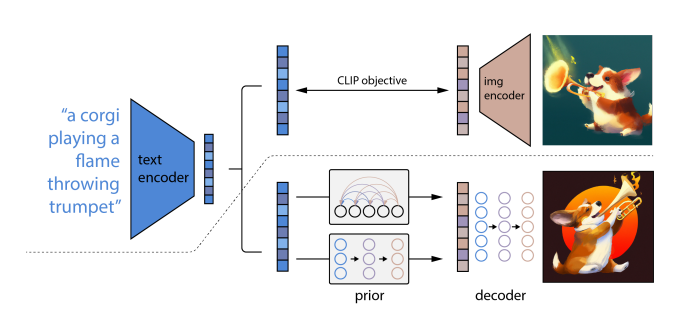 "a corgi
playing a
flame
throwing
trumpet"
text
encoder
CLIP objective
img
encoder
prior
decoder